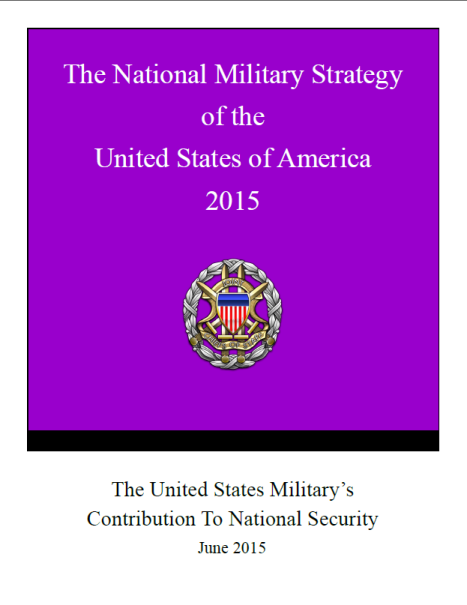 The National Military Strategy
of the
United States of America
2015
The United States Military’s
Contribution To National Security
June 2015